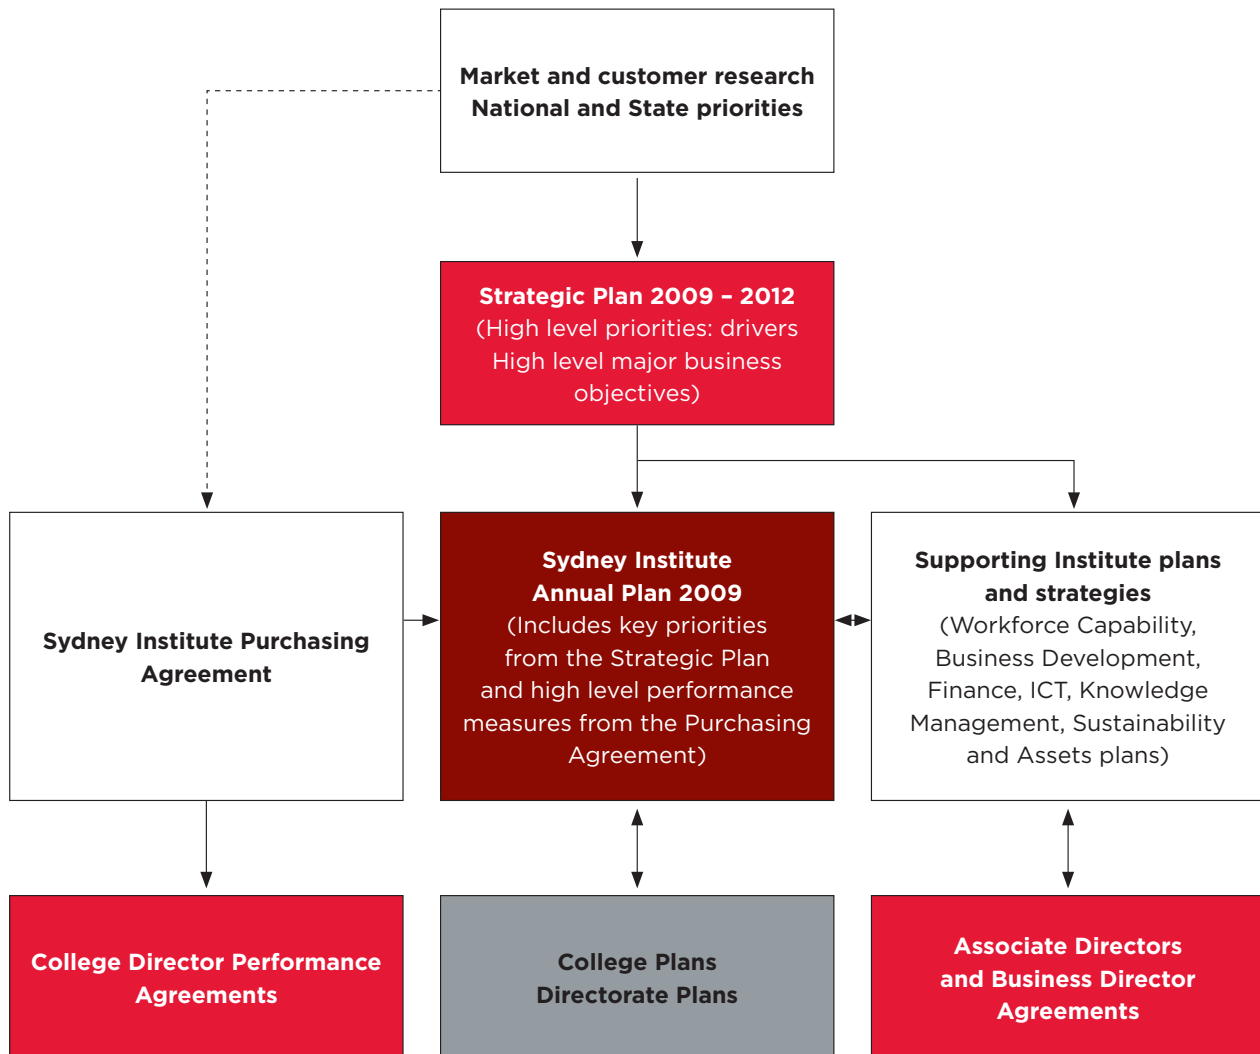 Market and customer research
National and State priorities
Strategic Plan 2009 – 2012
(High level priorities: drivers
High level major business
objectives)
Sydney Institute Purchasing
Agreement
Sydney Institute
Annual Plan 2009
(Includes key priorities
from the Strategic Plan
and high level performance
measures from the Purchasing
Agreement)
Supporting Institute plans
and strategies
(Workforce Capability,
Business Development,
Finance, ICT, Knowledge
Management, Sustainability
and Assets plans)
College Director Performance
Agreements
College Plans
Directorate Plans
Associate Directors
and Business Director
Agreements